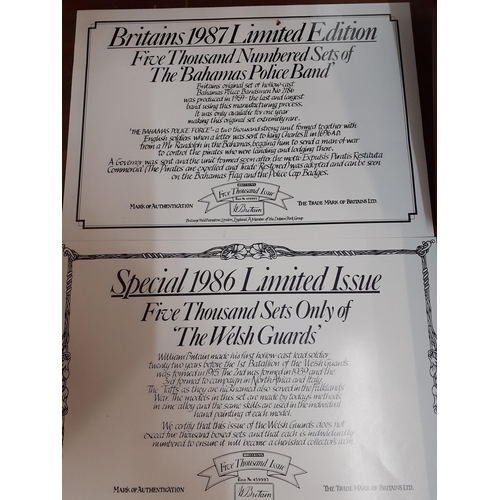 Britains 1987 Limited Edition
Five Thousand Numbered Sets of
The 'Bahamas Police Band'
Britains original set of hollow-cast
Bahamas Police Bandsmen No 2186
was produced in 1959 - the last and largest
band using this manufacturing process.
It was only available for one year
making this original set extremely rare.
"THE BAHAMAS POLICE FORCE" - a two thousand strong unit formed together with
English soldiers when a letter was sent to King Charles II in 1696 A.D.
from a Mr Randolph in the Bahamas, begging him to send a man of war
to control the pirates who were landing and lodging there.
A Governor was sent and the unit formed soon after the motto Expulsis Piratis Restituta
Commercia (The Pirates are expelled and Trade Restored) was adopted and can be seen
on the Bahamas Flag and the Police Cap Badges.
BRITAINS
Five Thousand Issue
MARK OF AUTHENTICATION
W Britain
THE TRADE MARK OF BRITAINS LTD.
Special 1986 Limited Issue
Five Thousand Sets Only of
'The Welsh Guards'
William Britain made his first hollow-cast lead soldier
twenty two years before the 1st Battalion of the Welsh Guards
was formed in 1915. The 2nd was formed in 1939 and the
3rd formed to campaign in North Africa and Italy.
The 'Taffs' as they are nicknamed also served in the Falklands
War. The models in this set are made by todays methods
in zinc alloy and the same skills are used in the individual
hand painting of each model.
We certify that this issue of the Welsh Guards does not
exceed five thousand boxed sets and that each is individually
numbered to ensure it will become a cherished collectors item.
BRITAINS
Five Thousand Issue
MARK OF AUTHENTICATION
W Britain
THE TRADE MARK OF BRITAINS LTD.